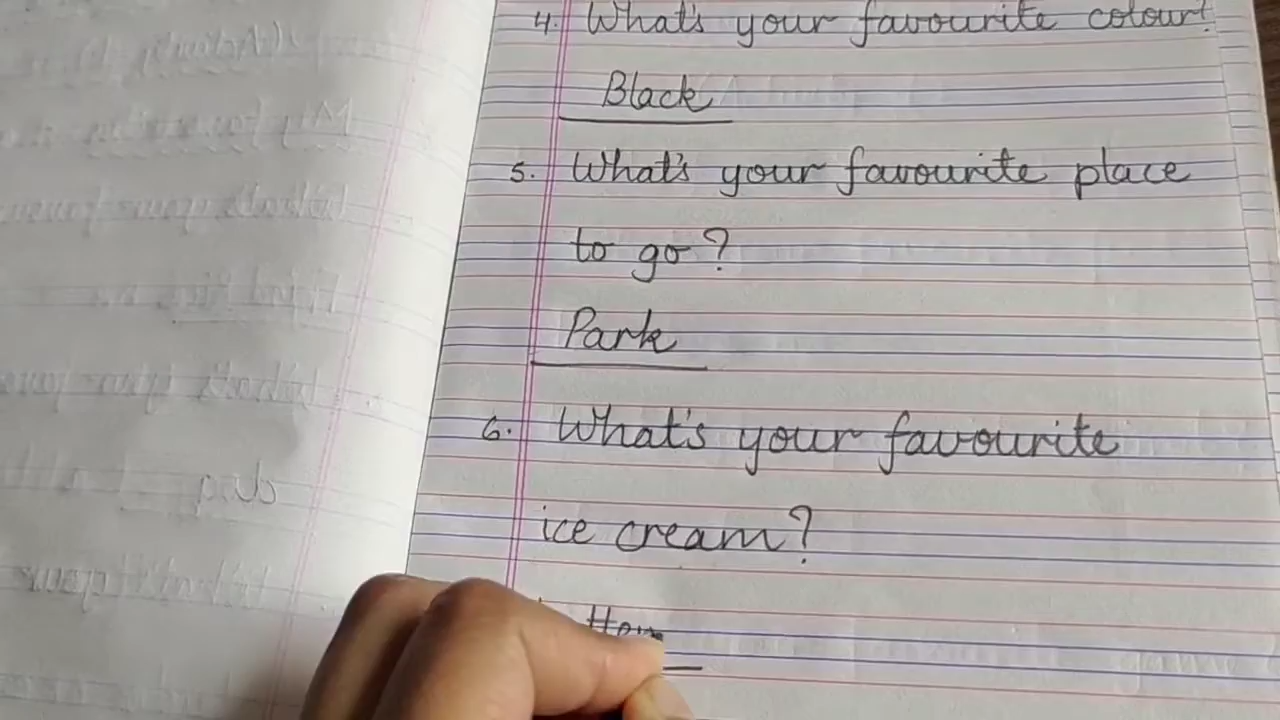 4. What's your favourite colour?
Black
5. What's your favourite place
to go?
Park
6. What's your favourite
ice cream?